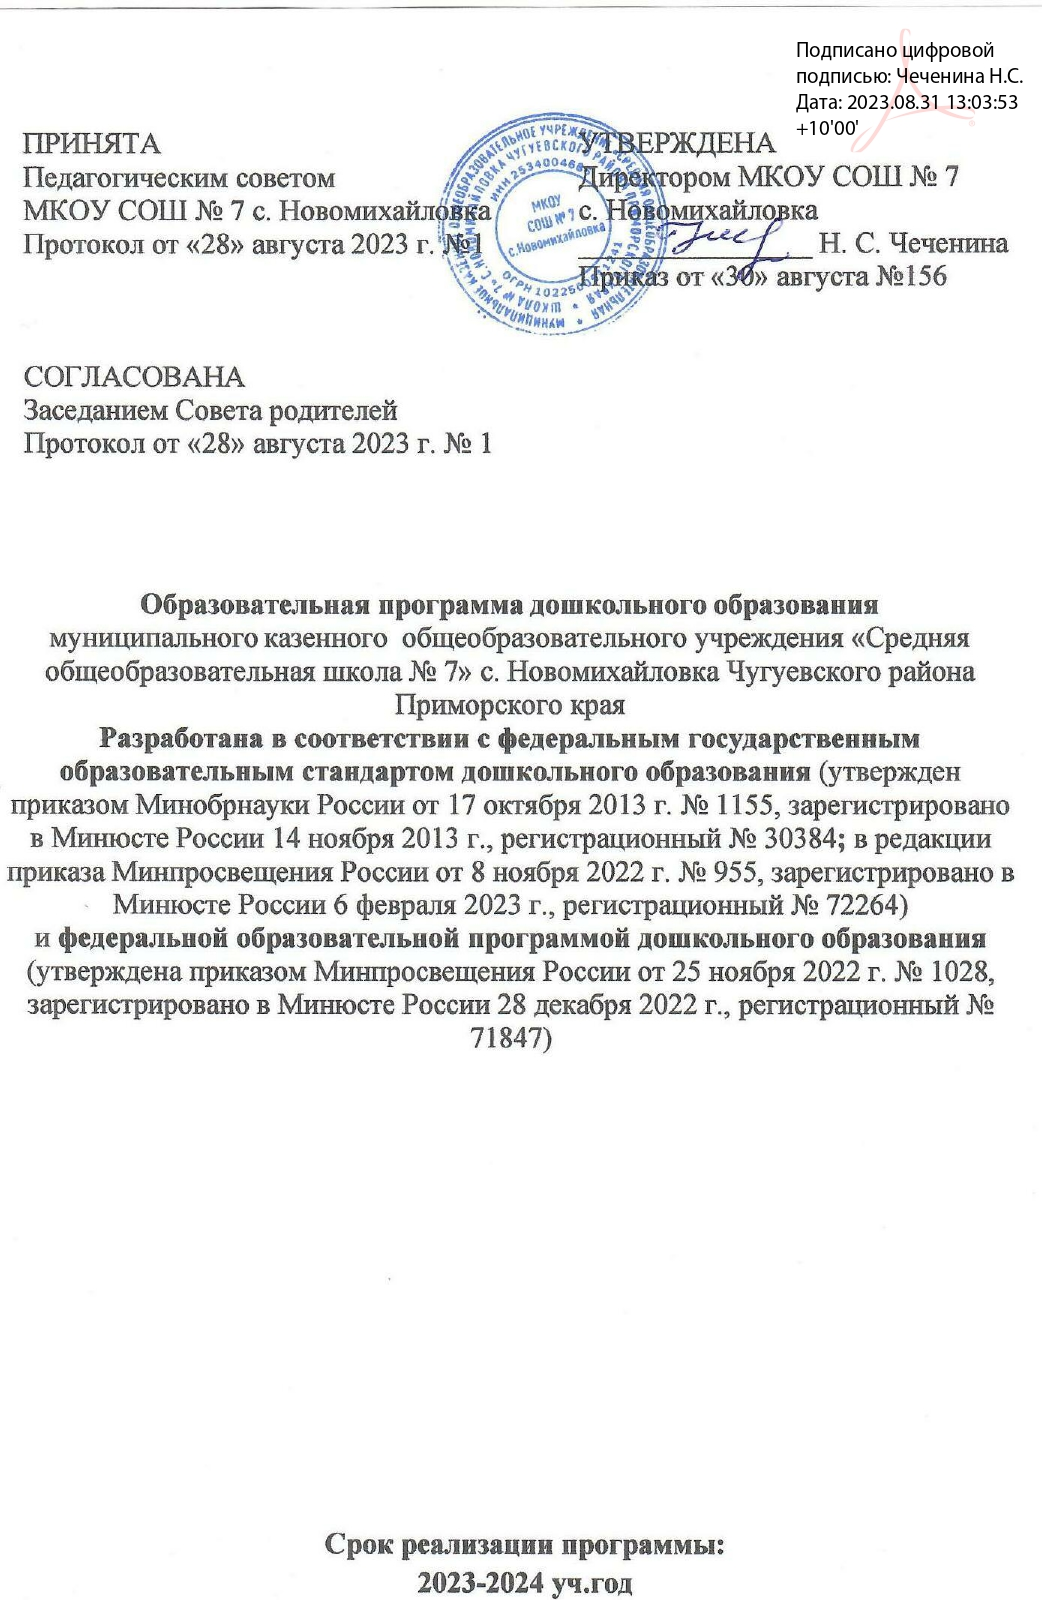 Подписано цифровой
подписью: Чеченина Н.С.
Дата: 2023.08.31 13:03:53
+10'00'
ПРИНЯТА
Педагогическим советом
МКОУ СОШ № 7 с. Новомихайловка
Протокол от «28» августа 2023 г. №1
УТВЕРЖДЕНА
Директором МКОУ СОШ № 7
с. Новомихайловка
Н. С. Чеченина
Приказ от «30» августа №156
МКОУ
СОШ № 7
с.Новомихайловка
СОГЛАСОВАНА
Заседанием Совета родителей
Протокол от «28» августа 2023 г. № 1
Образовательная программа дошкольного образования
муниципального казенного общеобразовательного учреждения «Средняя
общеобразовательная школа № 7» с. Новомихайловка Чугуевского района
Приморского края
Разработана в соответствии с федеральным государственным
образовательным стандартом дошкольного образования (утвержден
приказом Минобрнауки России от 17 октября 2013 г. № 1155, зарегистрировано
в Минюсте России 14 ноября 2013 г., регистрационный № 30384; в редакции
приказа Минпросвещения России от 8 ноября 2022 г. № 955, зарегистрировано в
Минюсте России 6 февраля 2023 г., регистрационный № 72264)
и федеральной образовательной программой дошкольного образования
(утверждена приказом Минпросвещения России от 25 ноября 2022 г. № 1028,
зарегистрировано в Минюсте России 28 декабря 2022 г., регистрационный №
71847)
Срок реализации программы:
2023-2024 уч.год